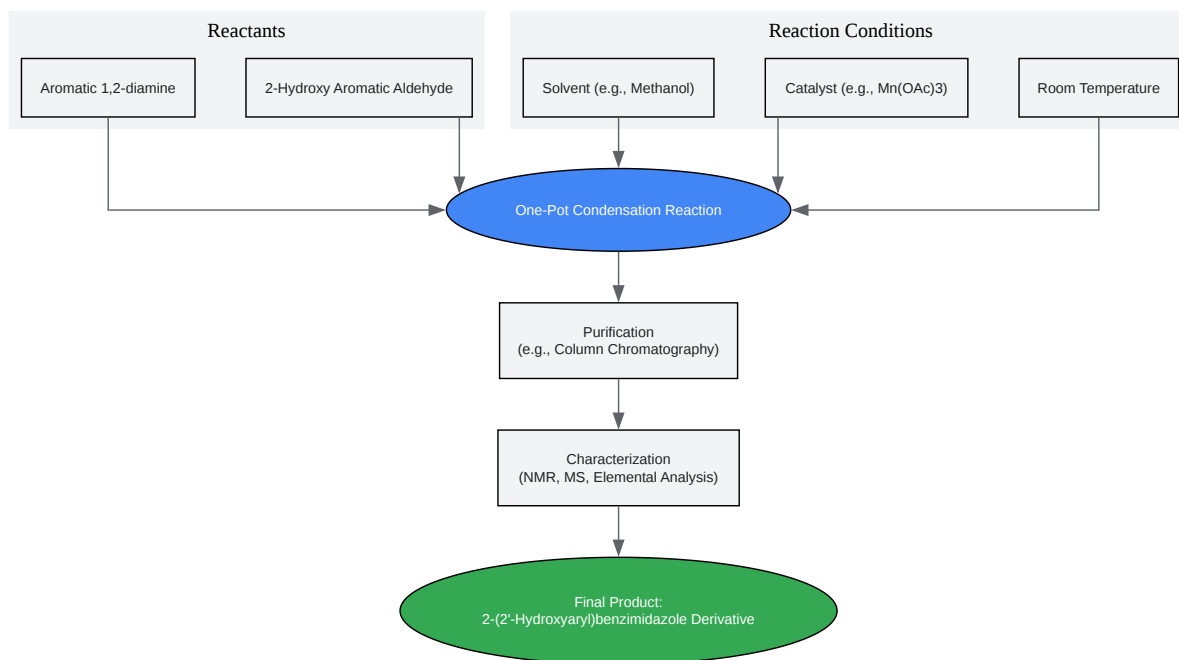 Reactants
Reaction Conditions
Aromatic 1,2-diamine
2-Hydroxy Aromatic Aldehyde
Solvent (e.g., Methanol)
Catalyst (e.g., Mn(OAc)3)
Room Temperature
One-Pot Condensation Reaction
Purification
(e.g., Column Chromatography)
Characterization
(NMR, MS, Elemental Analysis)
Final Product:
2-(2'-Hydroxyaryl)benzimidazole Derivative